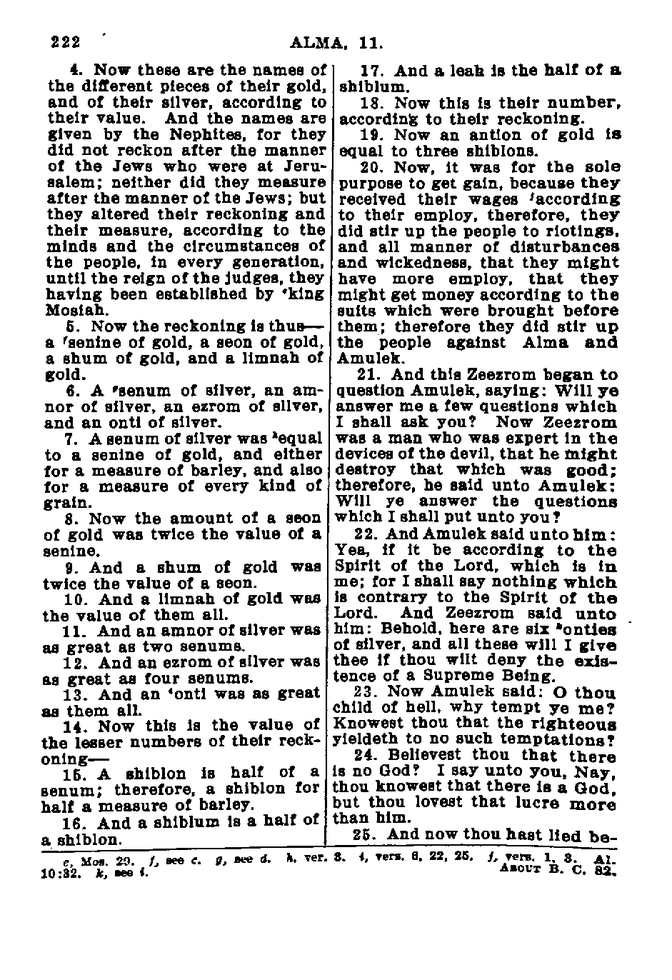 222
ALMA, 11.
4. Now these are the names of
the different pieces of their gold,
and of their silver, according to
their value. And the names are
given by the Nephites, for they
did not reckon after the manner
of the Jews who were at Jeru-
salem; neither did they measure
after the manner of the Jews; but
they altered their reckoning and
their measure, according to the
minds and the circumstances of
the people, in every generation,
until the reign of the judges, they
having been established by ᵉking
Mosiah.
5. Now the reckoning is thus—
a ᶠsenine of gold, a seon of gold,
a shum of gold, and a limnah of
gold.
6. A ᵍsenum of silver, an am-
nor of silver, an ezrom of silver,
and an onti of silver.
7. A senum of silver was ʰequal
to a senine of gold, and either
for a measure of barley, and also
for a measure of every kind of
grain.
8. Now the amount of a seon
of gold was twice the value of a
senine.
9. And a shum of gold was
twice the value of a seon.
10. And a limnah of gold was
the value of them all.
11. And an amnor of silver was
as great as two senums.
12. And an ezrom of silver was
as great as four senums.
13. And an ⁱonti was as great
as them all.
14. Now this is the value of
the lesser numbers of their reck-
oning—
15. A shiblon is half of a
senum; therefore, a shiblon for
half a measure of barley.
16. And a shiblum is a half of
a shiblon.
17. And a leah is the half of a
shiblum.
18. Now this is their number,
according to their reckoning.
19. Now an antion of gold is
equal to three shiblons.
20. Now, it was for the sole
purpose to get gain, because they
received their wages ʲaccording
to their employ, therefore, they
did stir up the people to riotings,
and all manner of disturbances
and wickedness, that they might
have more employ, that they
might get money according to the
suits which were brought before
them; therefore they did stir up
the people against Alma and
Amulek.
21. And this Zeezrom began to
question Amulek, saying: Will ye
answer me a few questions which
I shall ask you? Now Zeezrom
was a man who was expert in the
devices of the devil, that he might
destroy that which was good;
therefore, he said unto Amulek:
Will ye answer the questions
which I shall put unto you?
22. And Amulek said unto him:
Yea, if it be according to the
Spirit of the Lord, which is in
me; for I shall say nothing which
is contrary to the Spirit of the
Lord. And Zeezrom said unto
him: Behold, here are six ᵏonties
of silver, and all these will I give
thee if thou wilt deny the exis-
tence of a Supreme Being.
23. Now Amulek said: O thou
child of hell, why tempt ye me?
Knowest thou that the righteous
yieldeth to no such temptations?
24. Believest thou that there
is no God? I say unto you, Nay,
thou knowest that there is a God,
but thou lovest that lucre more
than him.
25. And now thou hast lied be-
e, Mos. 29. f, see e. g, see d. h, ver. 3. i, vers. 6, 22, 25. j, vers. 1, 3. Al.
10:32. k, see i.
ABOUT B. C. 82.